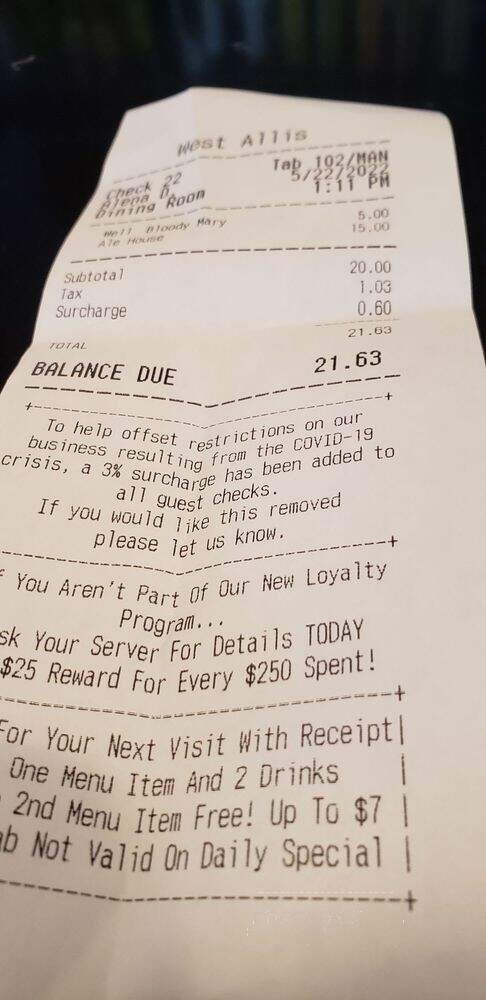 West Allis
Tab 102/MAN
Check 22 5/22/2022
Alena D. 1:11 PM
Dining Room
Well Bloody Mary 5.00
Ale House 15.00
Subtotal 20.00
Tax 1.03
Surcharge 0.60
TOTAL 21.63
BALANCE DUE 21.63
To help offset restrictions on our
business resulting from the COVID-19
crisis, a 3% surcharge has been added to
all guest checks.
If you would like this removed
please let us know.
You Aren't Part Of Our New Loyalty
Program...
sk Your Server For Details TODAY
$25 Reward For Every $250 Spent!
For Your Next Visit With Receipt
One Menu Item And 2 Drinks
2nd Menu Item Free! Up To $7
ab Not Valid On Daily Special